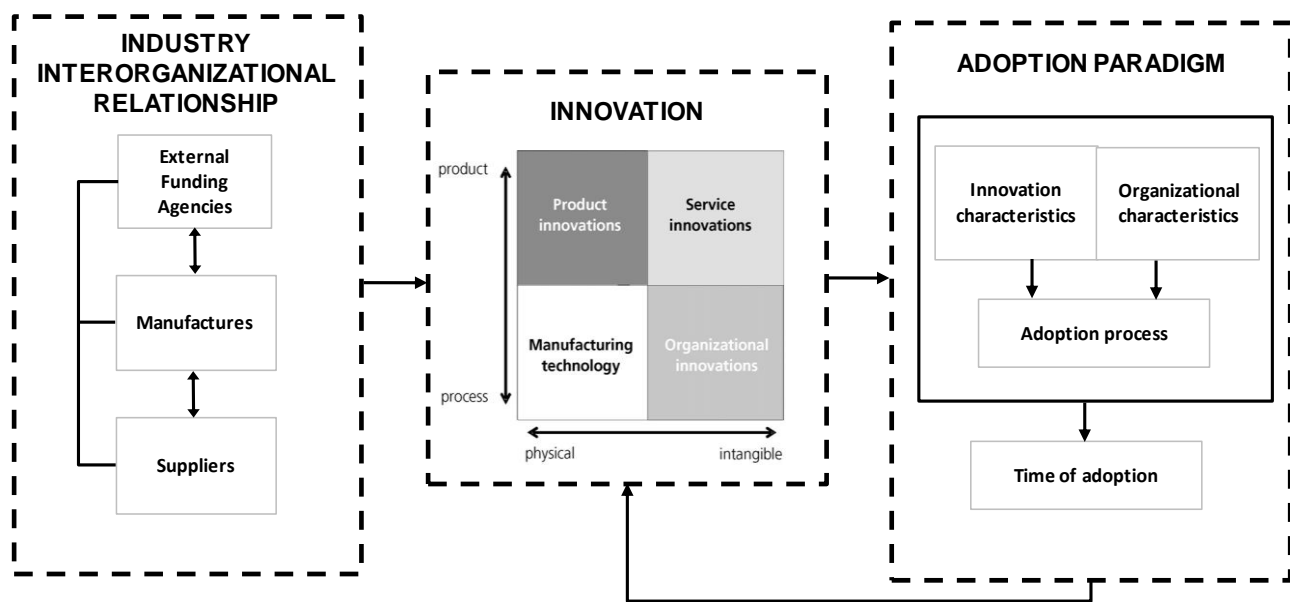 INDUSTRY
INTERORGANIZATIONAL
RELATIONSHIP
External
Funding
Agencies
Manufactures
Suppliers
INNOVATION
product
Product
innovations
Service
innovations
Manufacturing
technology
Organizational
innovations
process
physical
intangible
ADOPTION PARADIGM
Innovation
characteristics
Organizational
characteristics
Adoption process
Time of adoption